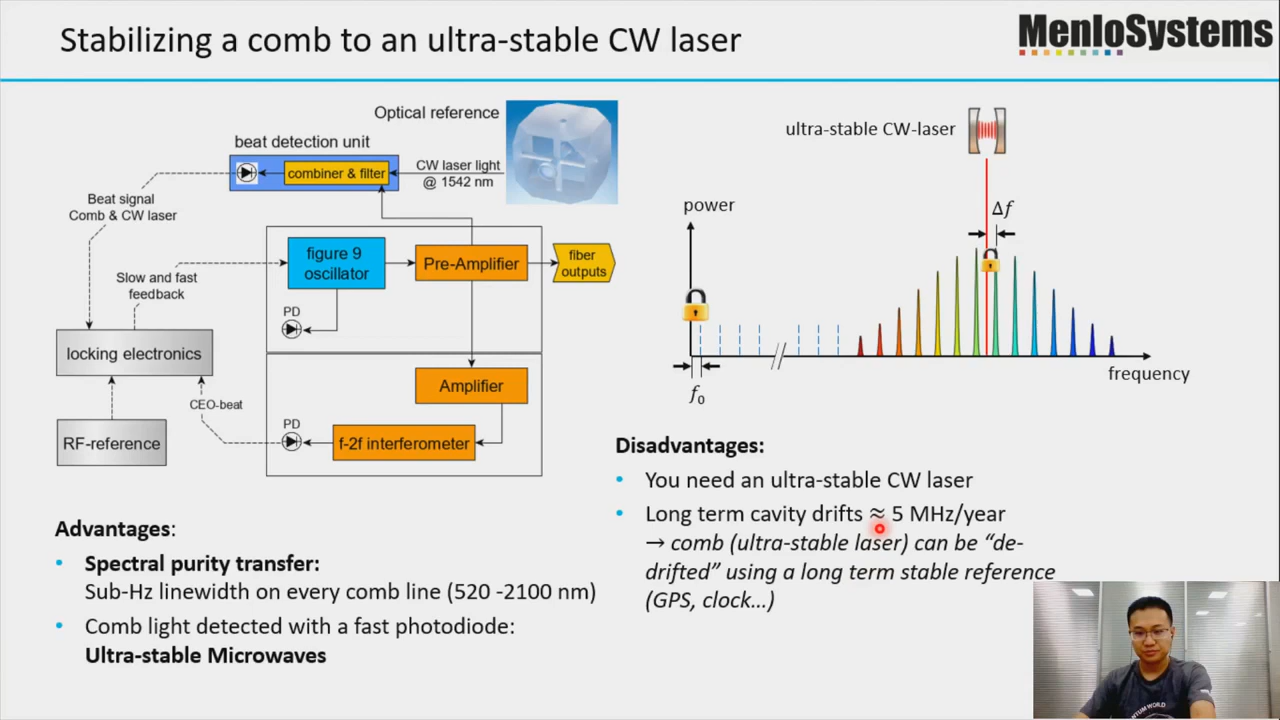 Stabilizing a comb to an ultra-stable CW laser
MenloSystems
Optical reference
beat detection unit
combiner & filter
CW laser light
@ 1542 nm
Beat signal
Comb & CW laser
figure 9
oscillator
Pre-Amplifier
fiber
outputs
Slow and fast
feedback
PD
locking electronics
Amplifier
CEO-beat
PD
RF-reference
f-2f interferometer
ultra-stable CW-laser
power
Δf
frequency
f₀
Advantages:
• Spectral purity transfer:
Sub-Hz linewidth on every comb line (520 -2100 nm)
• Comb light detected with a fast photodiode:
Ultra-stable Microwaves
Disadvantages:
• You need an ultra-stable CW laser
• Long term cavity drifts ≈ 5 MHz/year
→ comb (ultra-stable laser) can be “de-
drifted” using a long term stable reference
(GPS, clock…)